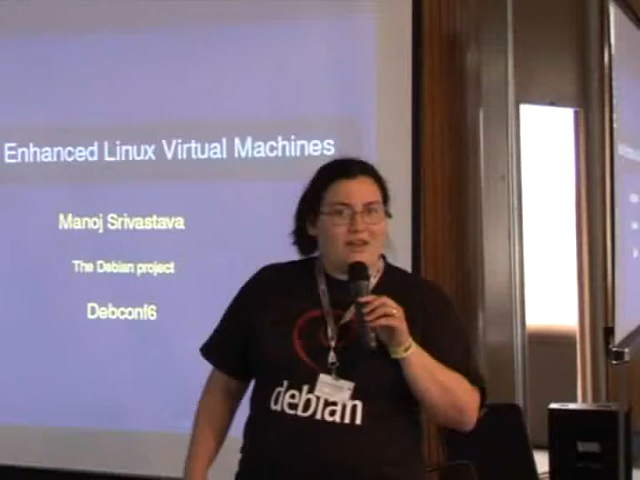 Enhanced Linux Virtual Machines
Manoj Srivastava
The Debian project
Debconf6
debian